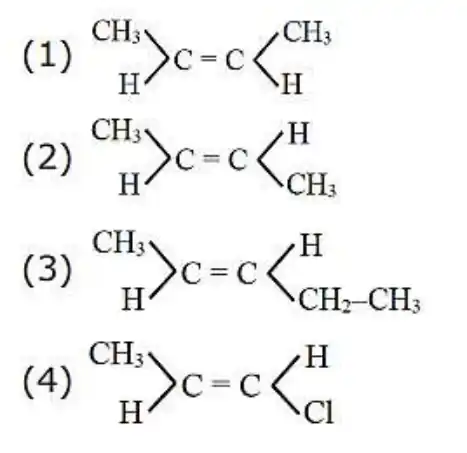 CH₃ CH₃
(1) C = C
H H
CH₃ H
(2) C = C
H CH₃
CH₃ H
(3) C = C
H CH₂–CH₃
CH₃ H
(4) C = C
H Cl